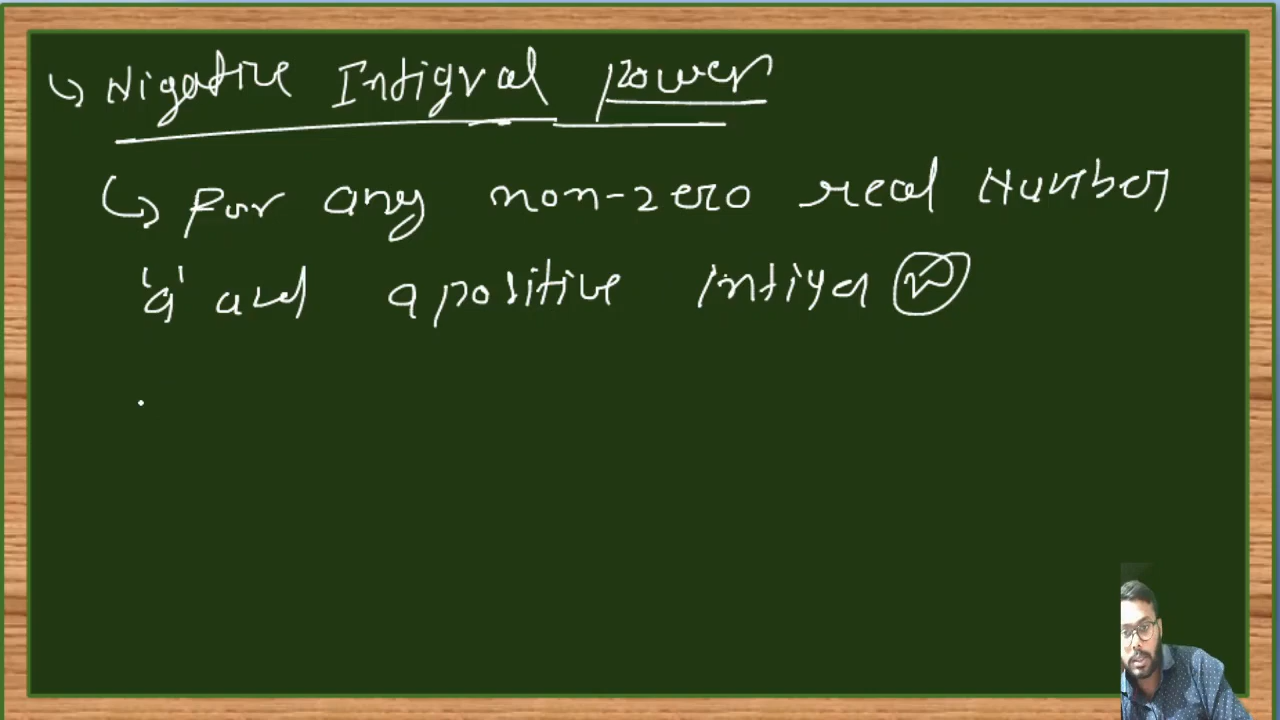 ↳ Nigative Intigral power
↳ For any non-zero real Number
'a' and a positive intiger